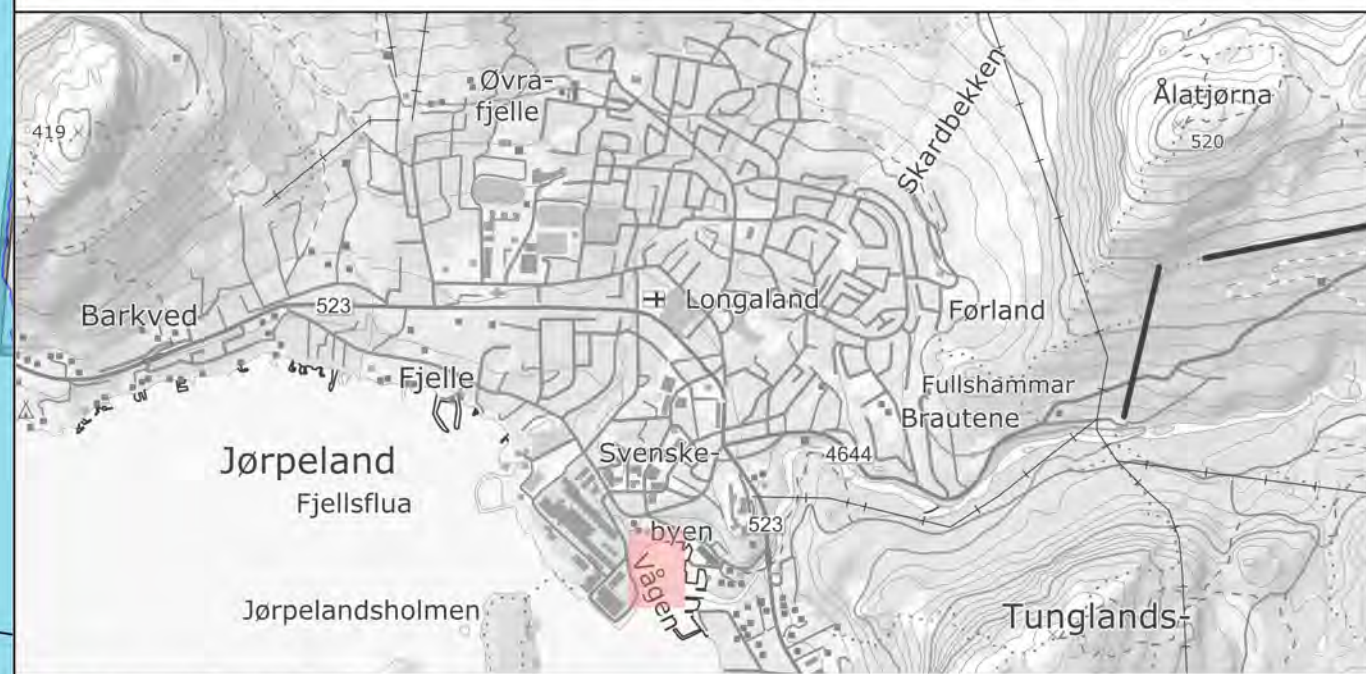 Øvra-
fjelle
Skardbekken
Ålatjørna
520
419
Barkved
523
Longaland
Førland
Fjelle
Fullshammar
Brautene
Jørpeland
Fjellsflua
Svenske-
byen
4644
523
Vågen
Jørpelandsholmen
Tunglands-